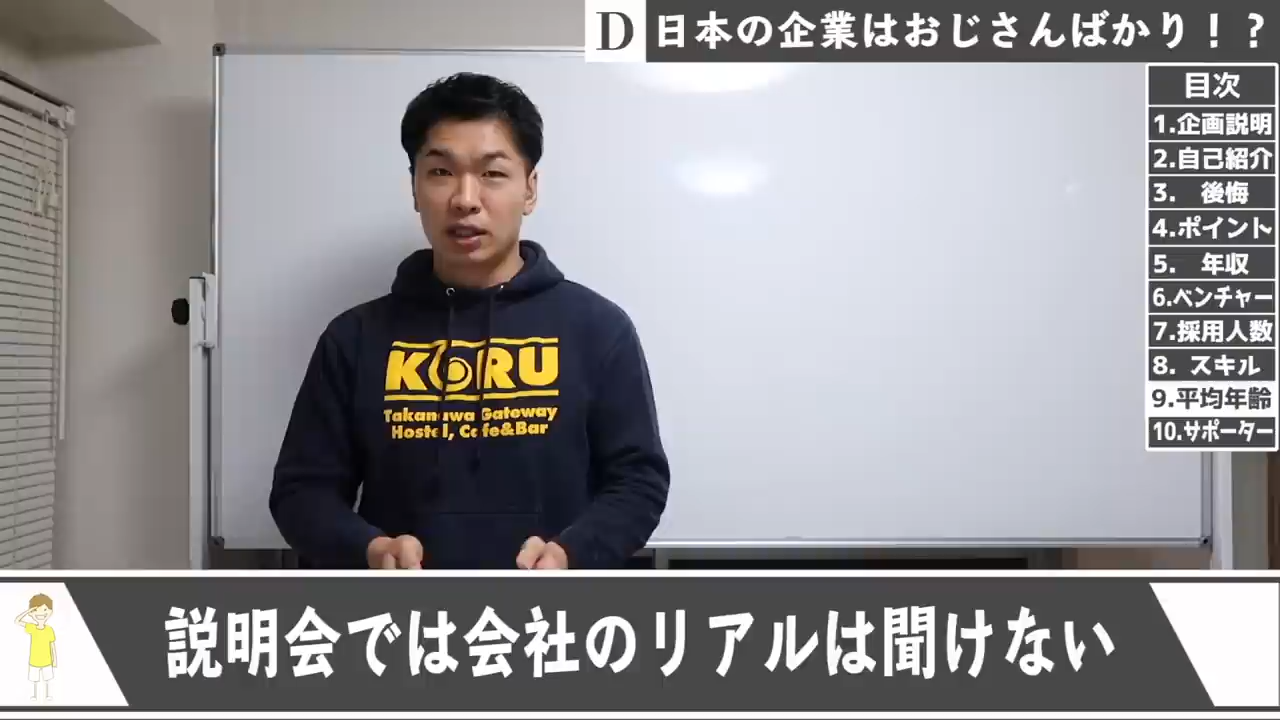 D 日本の企業はおじさんばかり！？
目次
1.企画説明
2.自己紹介
3. 後悔
4.ポイント
5. 年収
6.ベンチャー
7.採用人数
8. スキル
9.平均年齢
10.サポーター
KORU
Takanawa Gateway
Hostel, Cafe&Bar
説明会では会社のリアルは聞けない